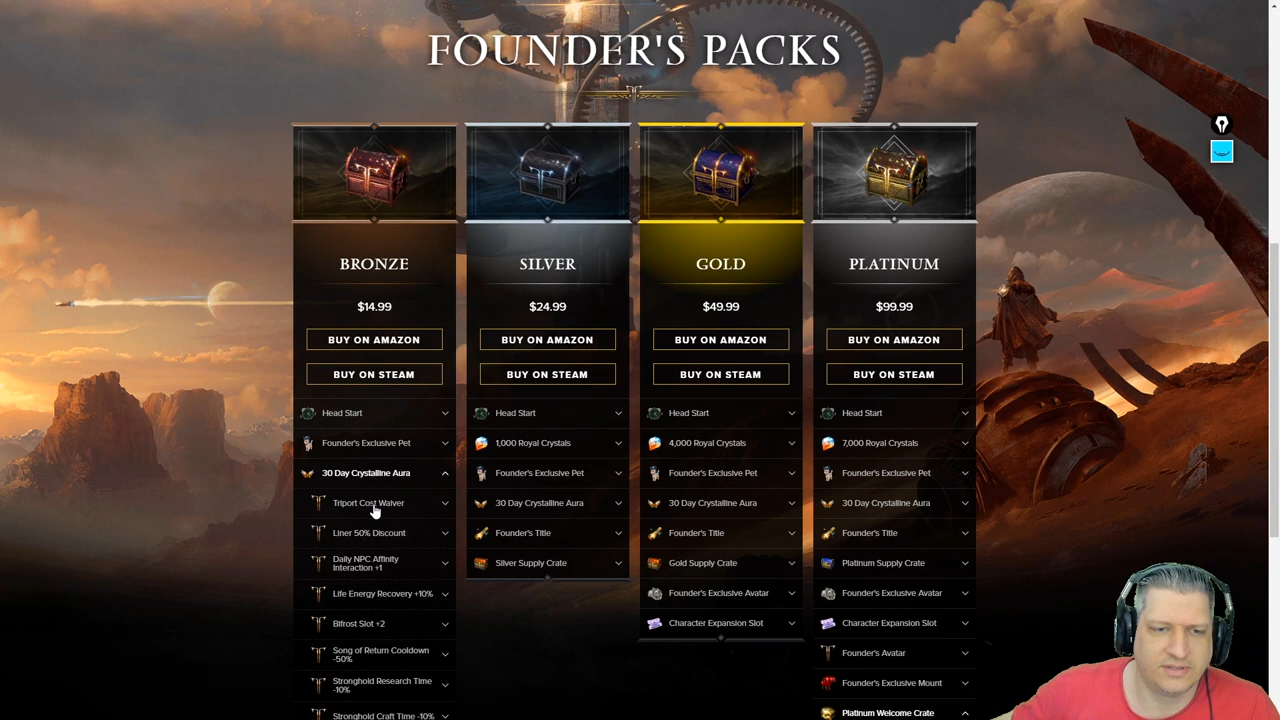 FOUNDER'S PACKS
BRONZE
$14.99
BUY ON AMAZON
BUY ON STEAM
Head Start
Founder's Exclusive Pet
30 Day Crystalline Aura
Triport Cost Waiver
Liner 50% Discount
Daily NPC Affinity
Interaction +1
Life Energy Recovery +10%
Bifrost Slot +2
Song of Return Cooldown
-50%
Stronghold Research Time
-10%
Stronghold Craft Time -10%
SILVER
$24.99
BUY ON AMAZON
BUY ON STEAM
Head Start
1,000 Royal Crystals
Founder's Exclusive Pet
30 Day Crystalline Aura
Founder's Title
Silver Supply Crate
GOLD
$49.99
BUY ON AMAZON
BUY ON STEAM
Head Start
4,000 Royal Crystals
Founder's Exclusive Pet
30 Day Crystalline Aura
Founder's Title
Gold Supply Crate
Founder's Exclusive Avatar
Character Expansion Slot
PLATINUM
$99.99
BUY ON AMAZON
BUY ON STEAM
Head Start
7,000 Royal Crystals
Founder's Exclusive Pet
30 Day Crystalline Aura
Founder's Title
Platinum Supply Crate
Founder's Exclusive Avatar
Character Expansion Slot
Founder's Avatar
Founder's Exclusive Mount
Platinum Welcome Crate